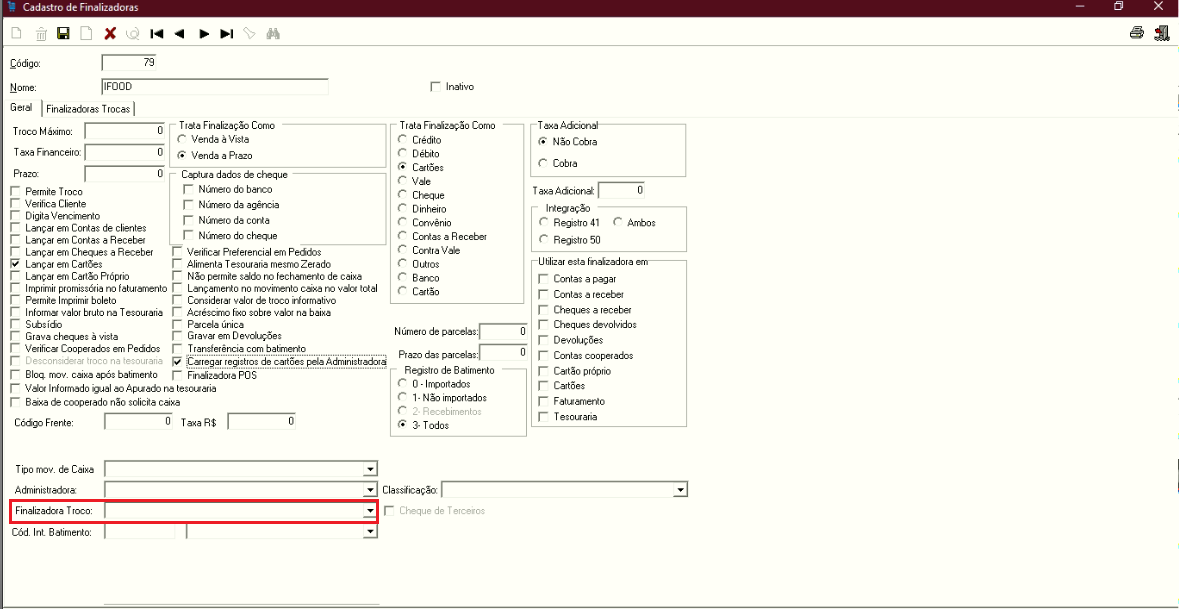 Cadastro de Finalizadoras
Código: 79
Nome: IFOOD Inativo
Geral Finalizadoras Trocas
Troco Máximo: 0
Taxa Financeiro: 0
Prazo: 0
Permite Troco
Verifica Cliente
Digita Vencimento
Lançar em Contas de clientes
Lançar em Contas a Receber
Lançar em Cheques a Receber
Lançar em Cartões
Lançar em Cartão Próprio
Imprimir promissória no faturamento
Permite Imprimir boleto
Informar valor bruto na Tesouraria
Subsídio
Grava cheques à vista
Verificar Cooperados em Pedidos
Desconsiderar troco na tesouraria
Bloq. mov. caixa após batimento
Valor Informado igual ao Apurado na tesouraria
Baixa de cooperado não solicita caixa
Código Frente: 0 Taxa R$ 0
Trata Finalização Como
Venda à Vista
Venda a Prazo
Captura dados de cheque
Número do banco
Número da agência
Número da conta
Número do cheque
Verificar Preferencial em Pedidos
Alimenta Tesouraria mesmo Zerado
Não permite saldo no fechamento de caixa
Lançamento no movimento caixa no valor total
Considerar valor de troco informativo
Acréscimo fixo sobre valor na baixa
Parcela única
Gravar em Devoluções
Transferência com batimento
Carregar registros de cartões pela Administradora
Finalizadora POS
Trata Finalização Como
Crédito
Débito
Cartões
Vale
Cheque
Dinheiro
Convênio
Contas a Receber
Contra Vale
Outros
Banco
Cartão
Número de parcelas: 0
Prazo das parcelas: 0
Registro de Batimento
0 - Importados
1- Não importados
2- Recebimentos
3- Todos
Taxa Adicional
Não Cobra
Cobra
Taxa Adicional: 0
Integração
Registro 41 Ambos
Registro 50
Utilizar esta finalizadora em
Contas a pagar
Contas a receber
Cheques a receber
Cheques devolvidos
Devoluções
Contas cooperados
Cartão próprio
Cartões
Faturamento
Tesouraria
Tipo mov. de Caixa
Administradora: Classificação:
Finalizadora Troco: Cheque de Terceiros
Cód. Int. Batimento: